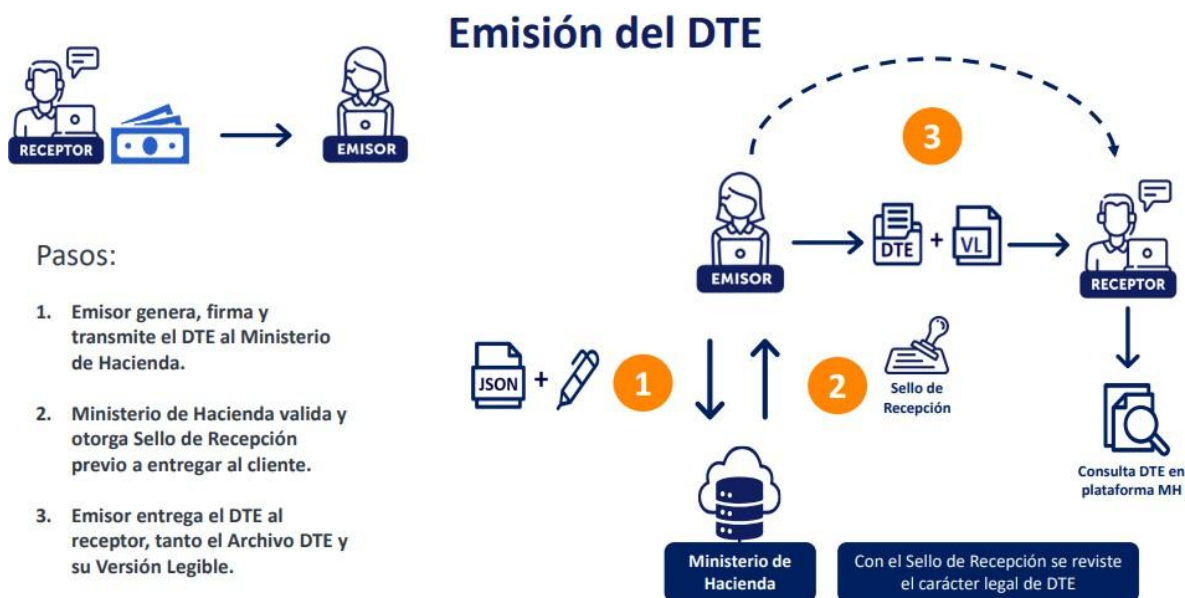 Emisión del DTE
RECEPTOR
EMISOR
Pasos:
1. Emisor genera, firma y
transmite el DTE al Ministerio
de Hacienda.
2. Ministerio de Hacienda valida y
otorga Sello de Recepción
previo a entregar al cliente.
3. Emisor entrega el DTE al
receptor, tanto el Archivo DTE y
su Versión Legible.
3
EMISOR
DTE
+
VL
RECEPTOR
JSON
+
1
2
Sello de
Recepción
Consulta DTE en
plataforma MH
Ministerio de
Hacienda
Con el Sello de Recepción se reviste
el carácter legal de DTE